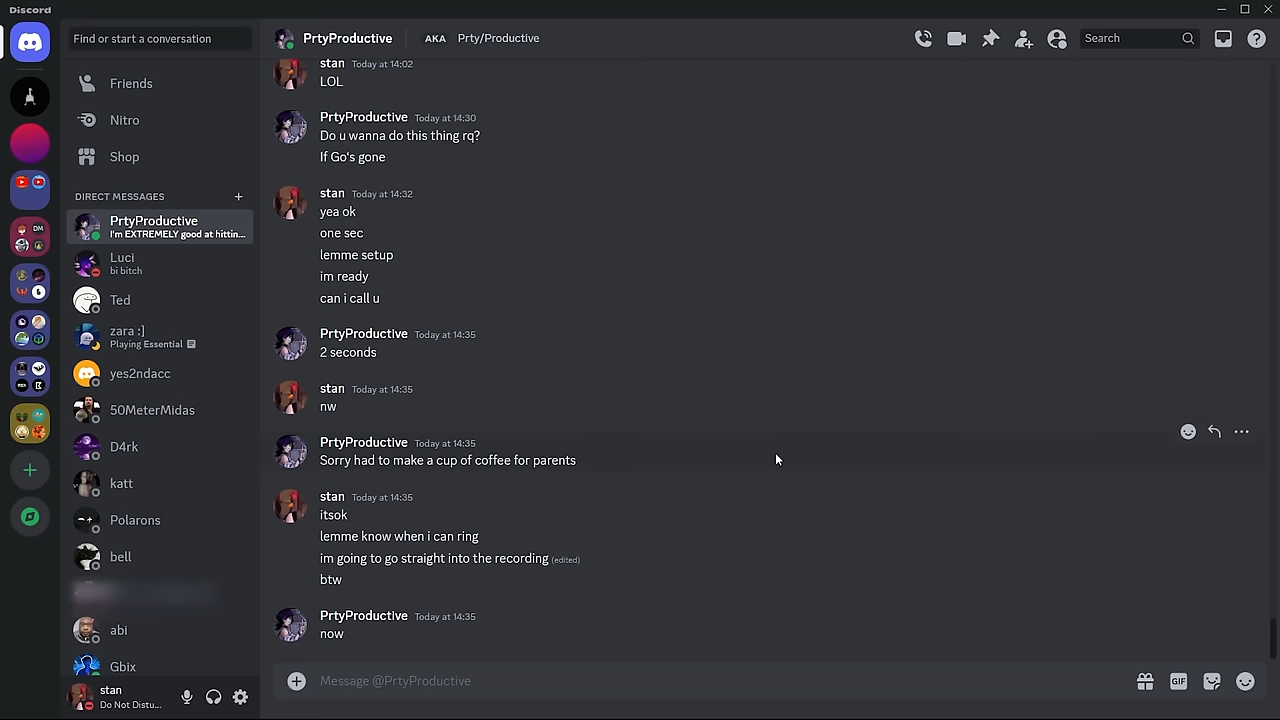 Discord
Find or start a conversation
Friends
Nitro
Shop
DIRECT MESSAGES
PrtyProductive
I'm EXTREMELY good at hittin...
Luci
bi bitch
Ted
zara :]
Playing Essential
yes2ndacc
50MeterMidas
D4rk
katt
Polarons
bell
abi
Gbix
stan
Do Not Distu...
PrtyProductive AKA Prty/Productive
Search
stan Today at 14:02
LOL
PrtyProductive Today at 14:30
Do u wanna do this thing rq?
If Go's gone
stan Today at 14:32
yea ok
one sec
lemme setup
im ready
can i call u
PrtyProductive Today at 14:35
2 seconds
stan Today at 14:35
nw
PrtyProductive Today at 14:35
Sorry had to make a cup of coffee for parents
stan Today at 14:35
itsok
lemme know when i can ring
im going to go straight into the recording (edited)
btw
PrtyProductive Today at 14:35
now
Message @PrtyProductive
GIF